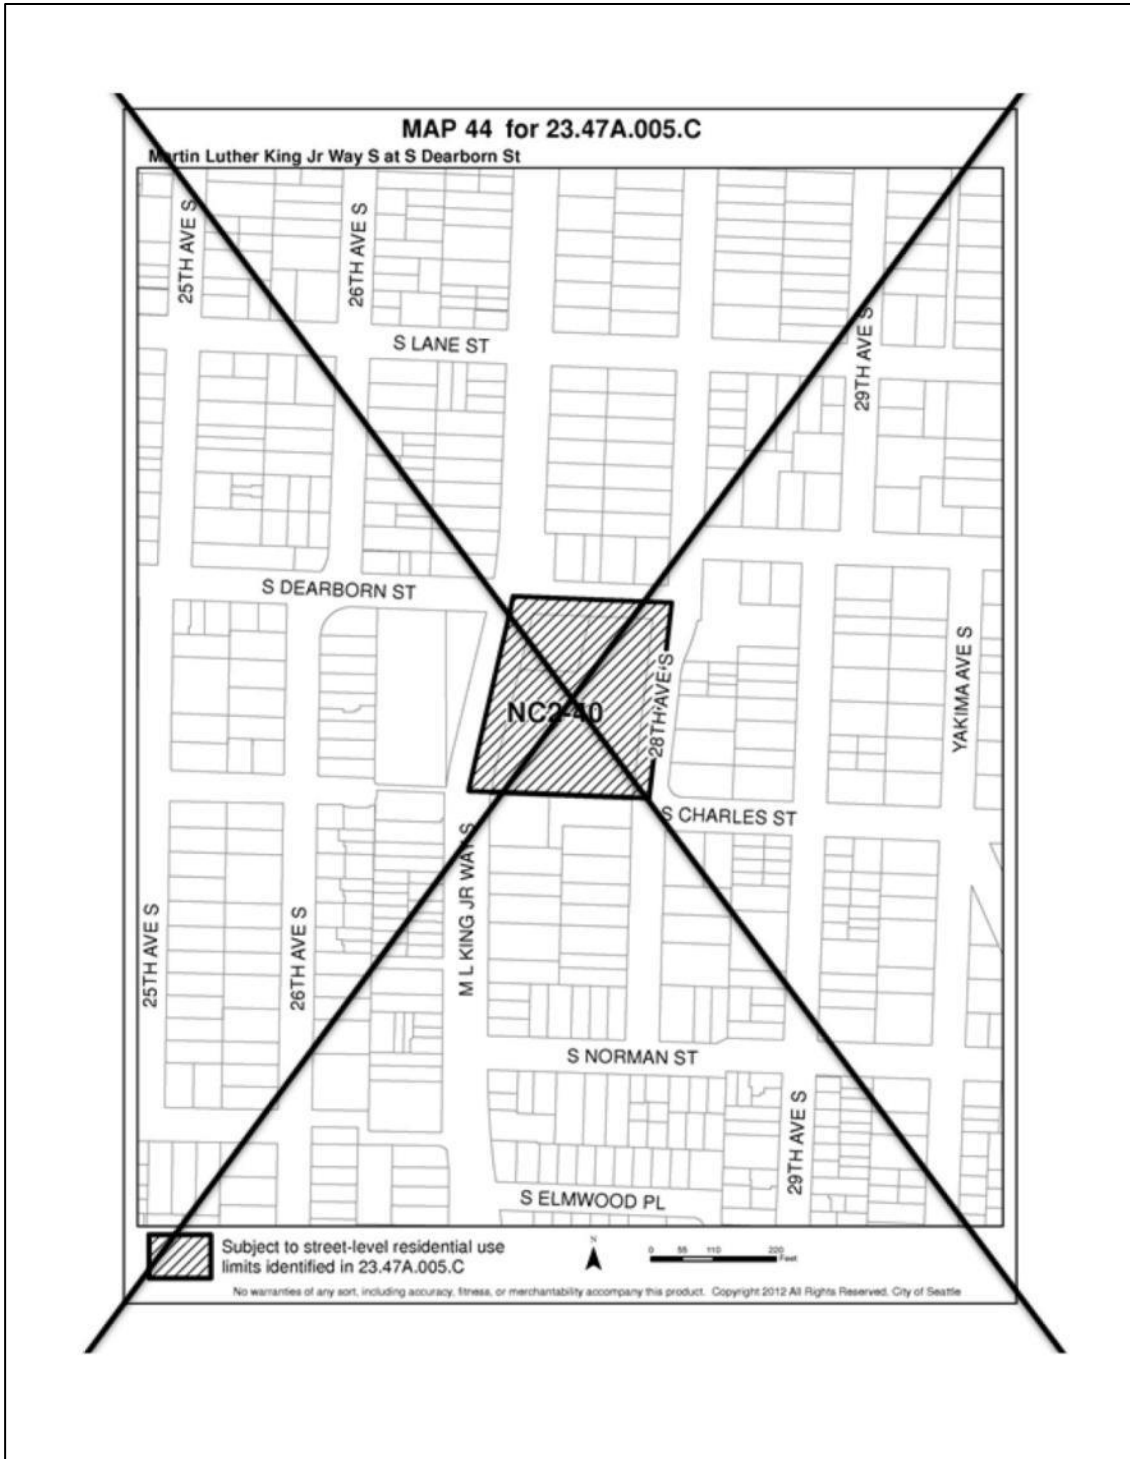 MAP 44 for 23.47A.005.C
Martin Luther King Jr Way S at S Dearborn St
25TH AVE S
26TH AVE S
S LANE ST
29TH AVE S
S DEARBORN ST
NC2-40
28TH AVE S
YAKIMA AVE S
S CHARLES ST
M L KING JR WAY S
25TH AVE S
26TH AVE S
S NORMAN ST
29TH AVE S
S ELMWOOD PL
Subject to street-level residential use
limits identified in 23.47A.005.C
N
0 55 110 220
Feet
No warranties of any sort, including accuracy, fitness, or merchantability accompany this product. Copyright 2012 All Rights Reserved, City of Seattle